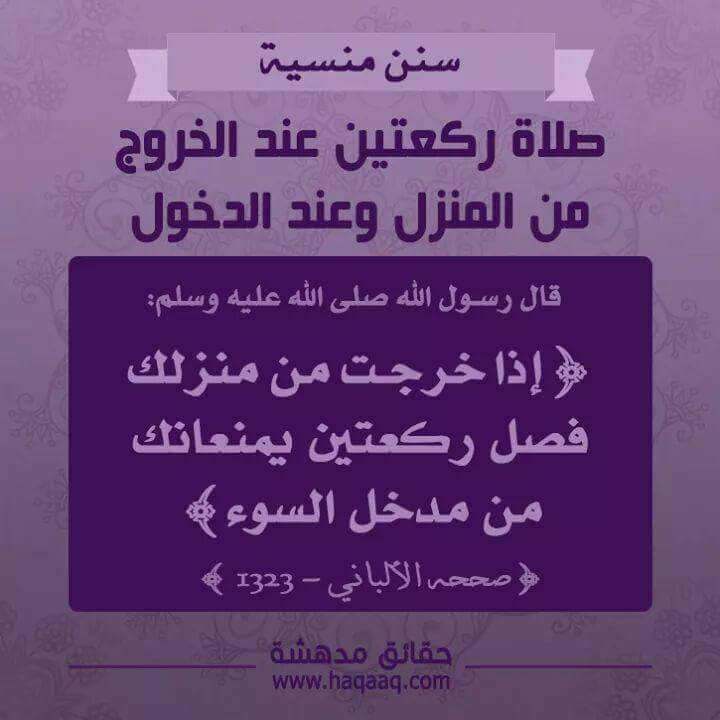 سنن منسية
صلاة ركعتين عند الخروج
من المنزل وعند الدخول
قال رسول الله صلى الله عليه وسلم:
﴿ إذا خرجت من منزلك
فصل ركعتين يمنعانك
من مدخل السوء ﴾
﴿ صححه الألباني – 1323 ﴾
حقائق مدهشة
www.haqaaq.com